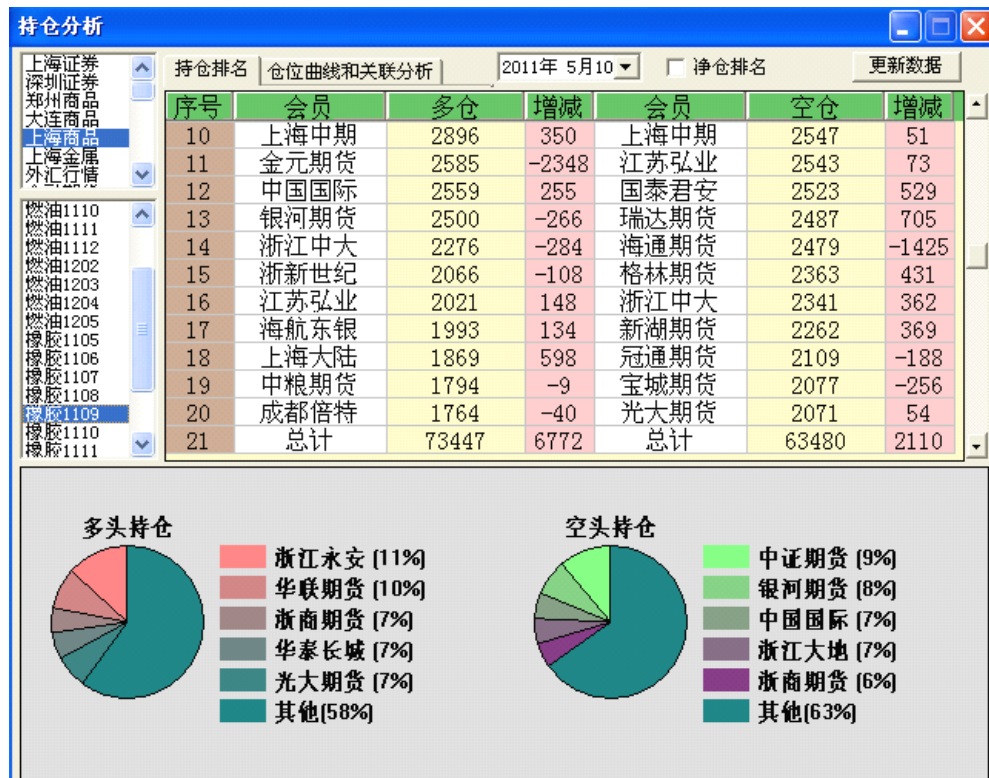 持仓分析
上海证券
深圳证券
郑州商品
大连商品
上海商品
上海金属
外汇行情
燃油1110
燃油1111
燃油1112
燃油1202
燃油1203
燃油1204
燃油1205
橡胶1105
橡胶1106
橡胶1107
橡胶1108
橡胶1109
橡胶1110
橡胶1111
持仓排名 仓位曲线和关联分析 2011年 5月10 净仓排名 更新数据
序号 会员 多仓 增减 会员 空仓 增减
10 上海中期 2896 350 上海中期 2547 51
11 金元期货 2585 -2348 江苏弘业 2543 73
12 中国国际 2559 255 国泰君安 2523 529
13 银河期货 2500 -266 瑞达期货 2487 705
14 浙江中大 2276 -284 海通期货 2479 -1425
15 浙新世纪 2066 -108 格林期货 2363 431
16 江苏弘业 2021 148 浙江中大 2341 362
17 海航东银 1993 134 新湖期货 2262 369
18 上海大陆 1869 598 冠通期货 2109 -188
19 中粮期货 1794 -9 宝城期货 2077 -256
20 成都倍特 1764 -40 光大期货 2071 54
21 总计 73447 6772 总计 63480 2110
多头持仓
浙江永安 (11%)
华联期货 (10%)
浙商期货 (7%)
华泰长城 (7%)
光大期货 (7%)
其他(58%)
空头持仓
中证期货 (9%)
银河期货 (8%)
中国国际 (7%)
浙江大地 (7%)
浙商期货 (6%)
其他(63%)